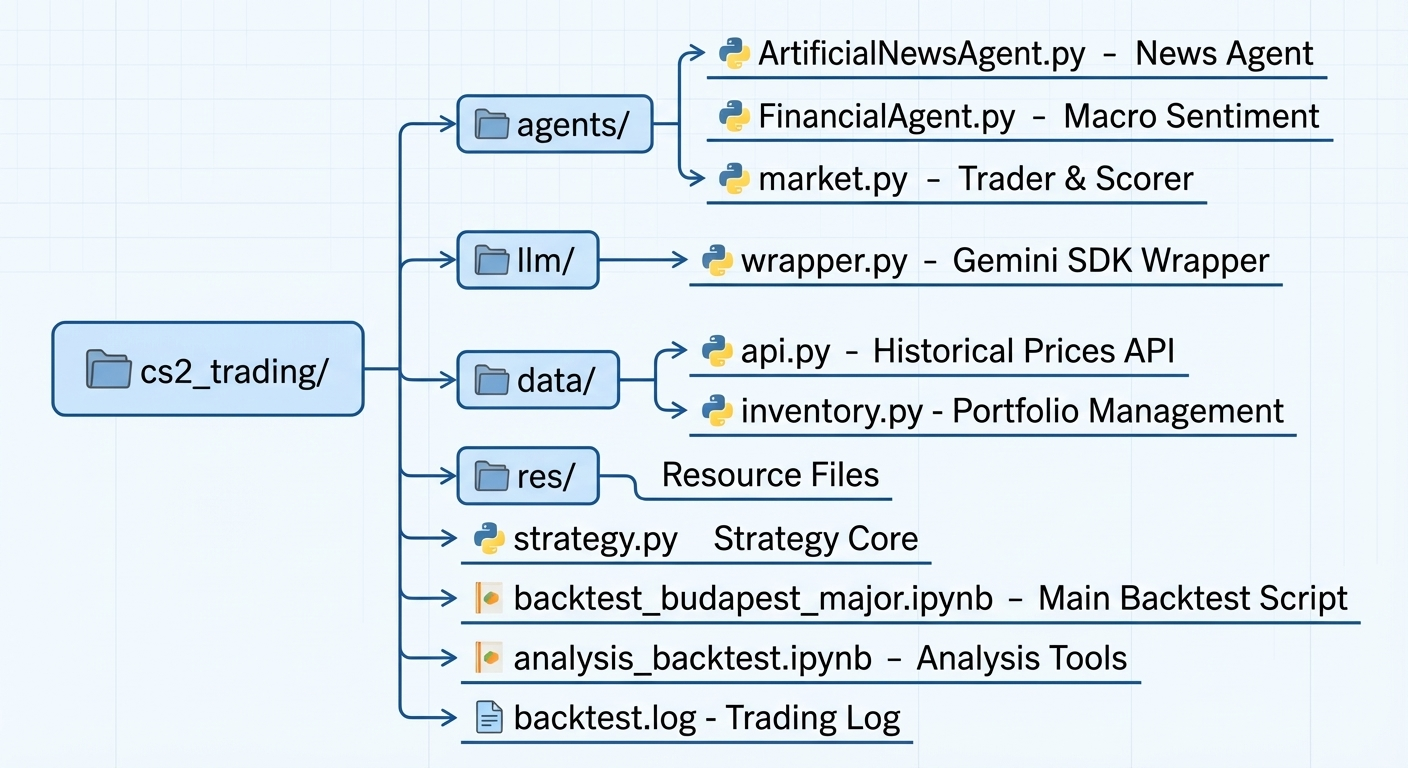 cs2_trading/
agents/
ArtificialNewsAgent.py – News Agent
FinancialAgent.py – Macro Sentiment
market.py – Trader & Scorer
llm/
wrapper.py – Gemini SDK Wrapper
data/
api.py – Historical Prices API
inventory.py - Portfolio Management
res/
Resource Files
strategy.py Strategy Core
backtest_budapest_major.ipynb – Main Backtest Script
analysis_backtest.ipynb – Analysis Tools
backtest.log - Trading Log